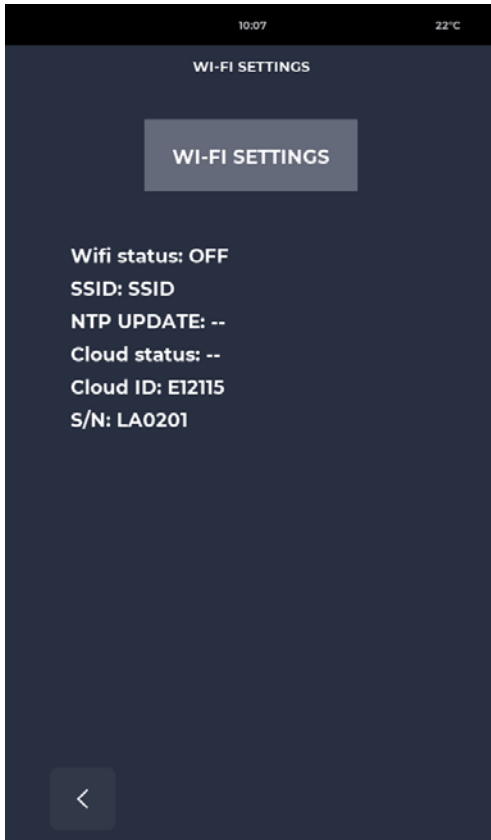 10:07 22°C
WI-FI SETTINGS
WI-FI SETTINGS
Wifi status: OFF
SSID: SSID
NTP UPDATE: --
Cloud status: --
Cloud ID: E12115
S/N: LA0201